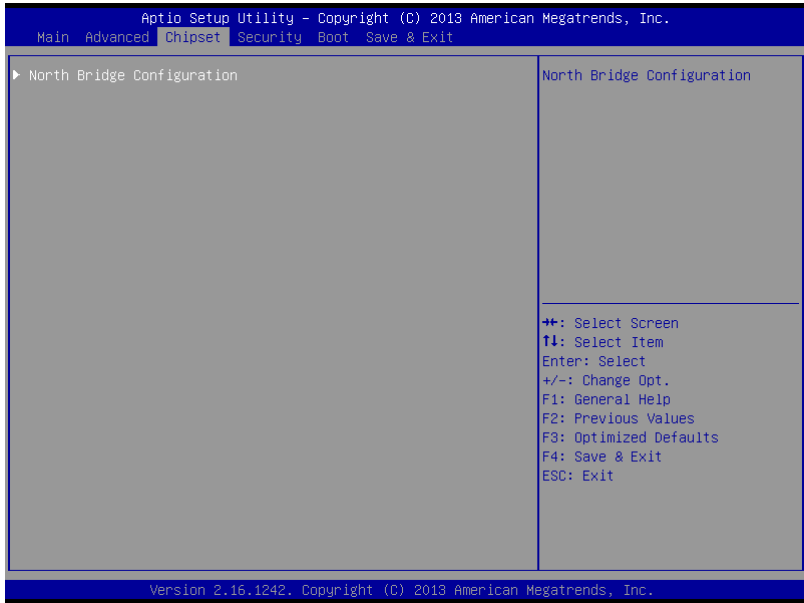 Aptio Setup Utility – Copyright (C) 2013 American Megatrends, Inc.
Main Advanced Chipset Security Boot Save & Exit
▶ North Bridge Configuration
North Bridge Configuration
→←: Select Screen
↑↓: Select Item
Enter: Select
+/-: Change Opt.
F1: General Help
F2: Previous Values
F3: Optimized Defaults
F4: Save & Exit
ESC: Exit
Version 2.16.1242. Copyright (C) 2013 American Megatrends, Inc.